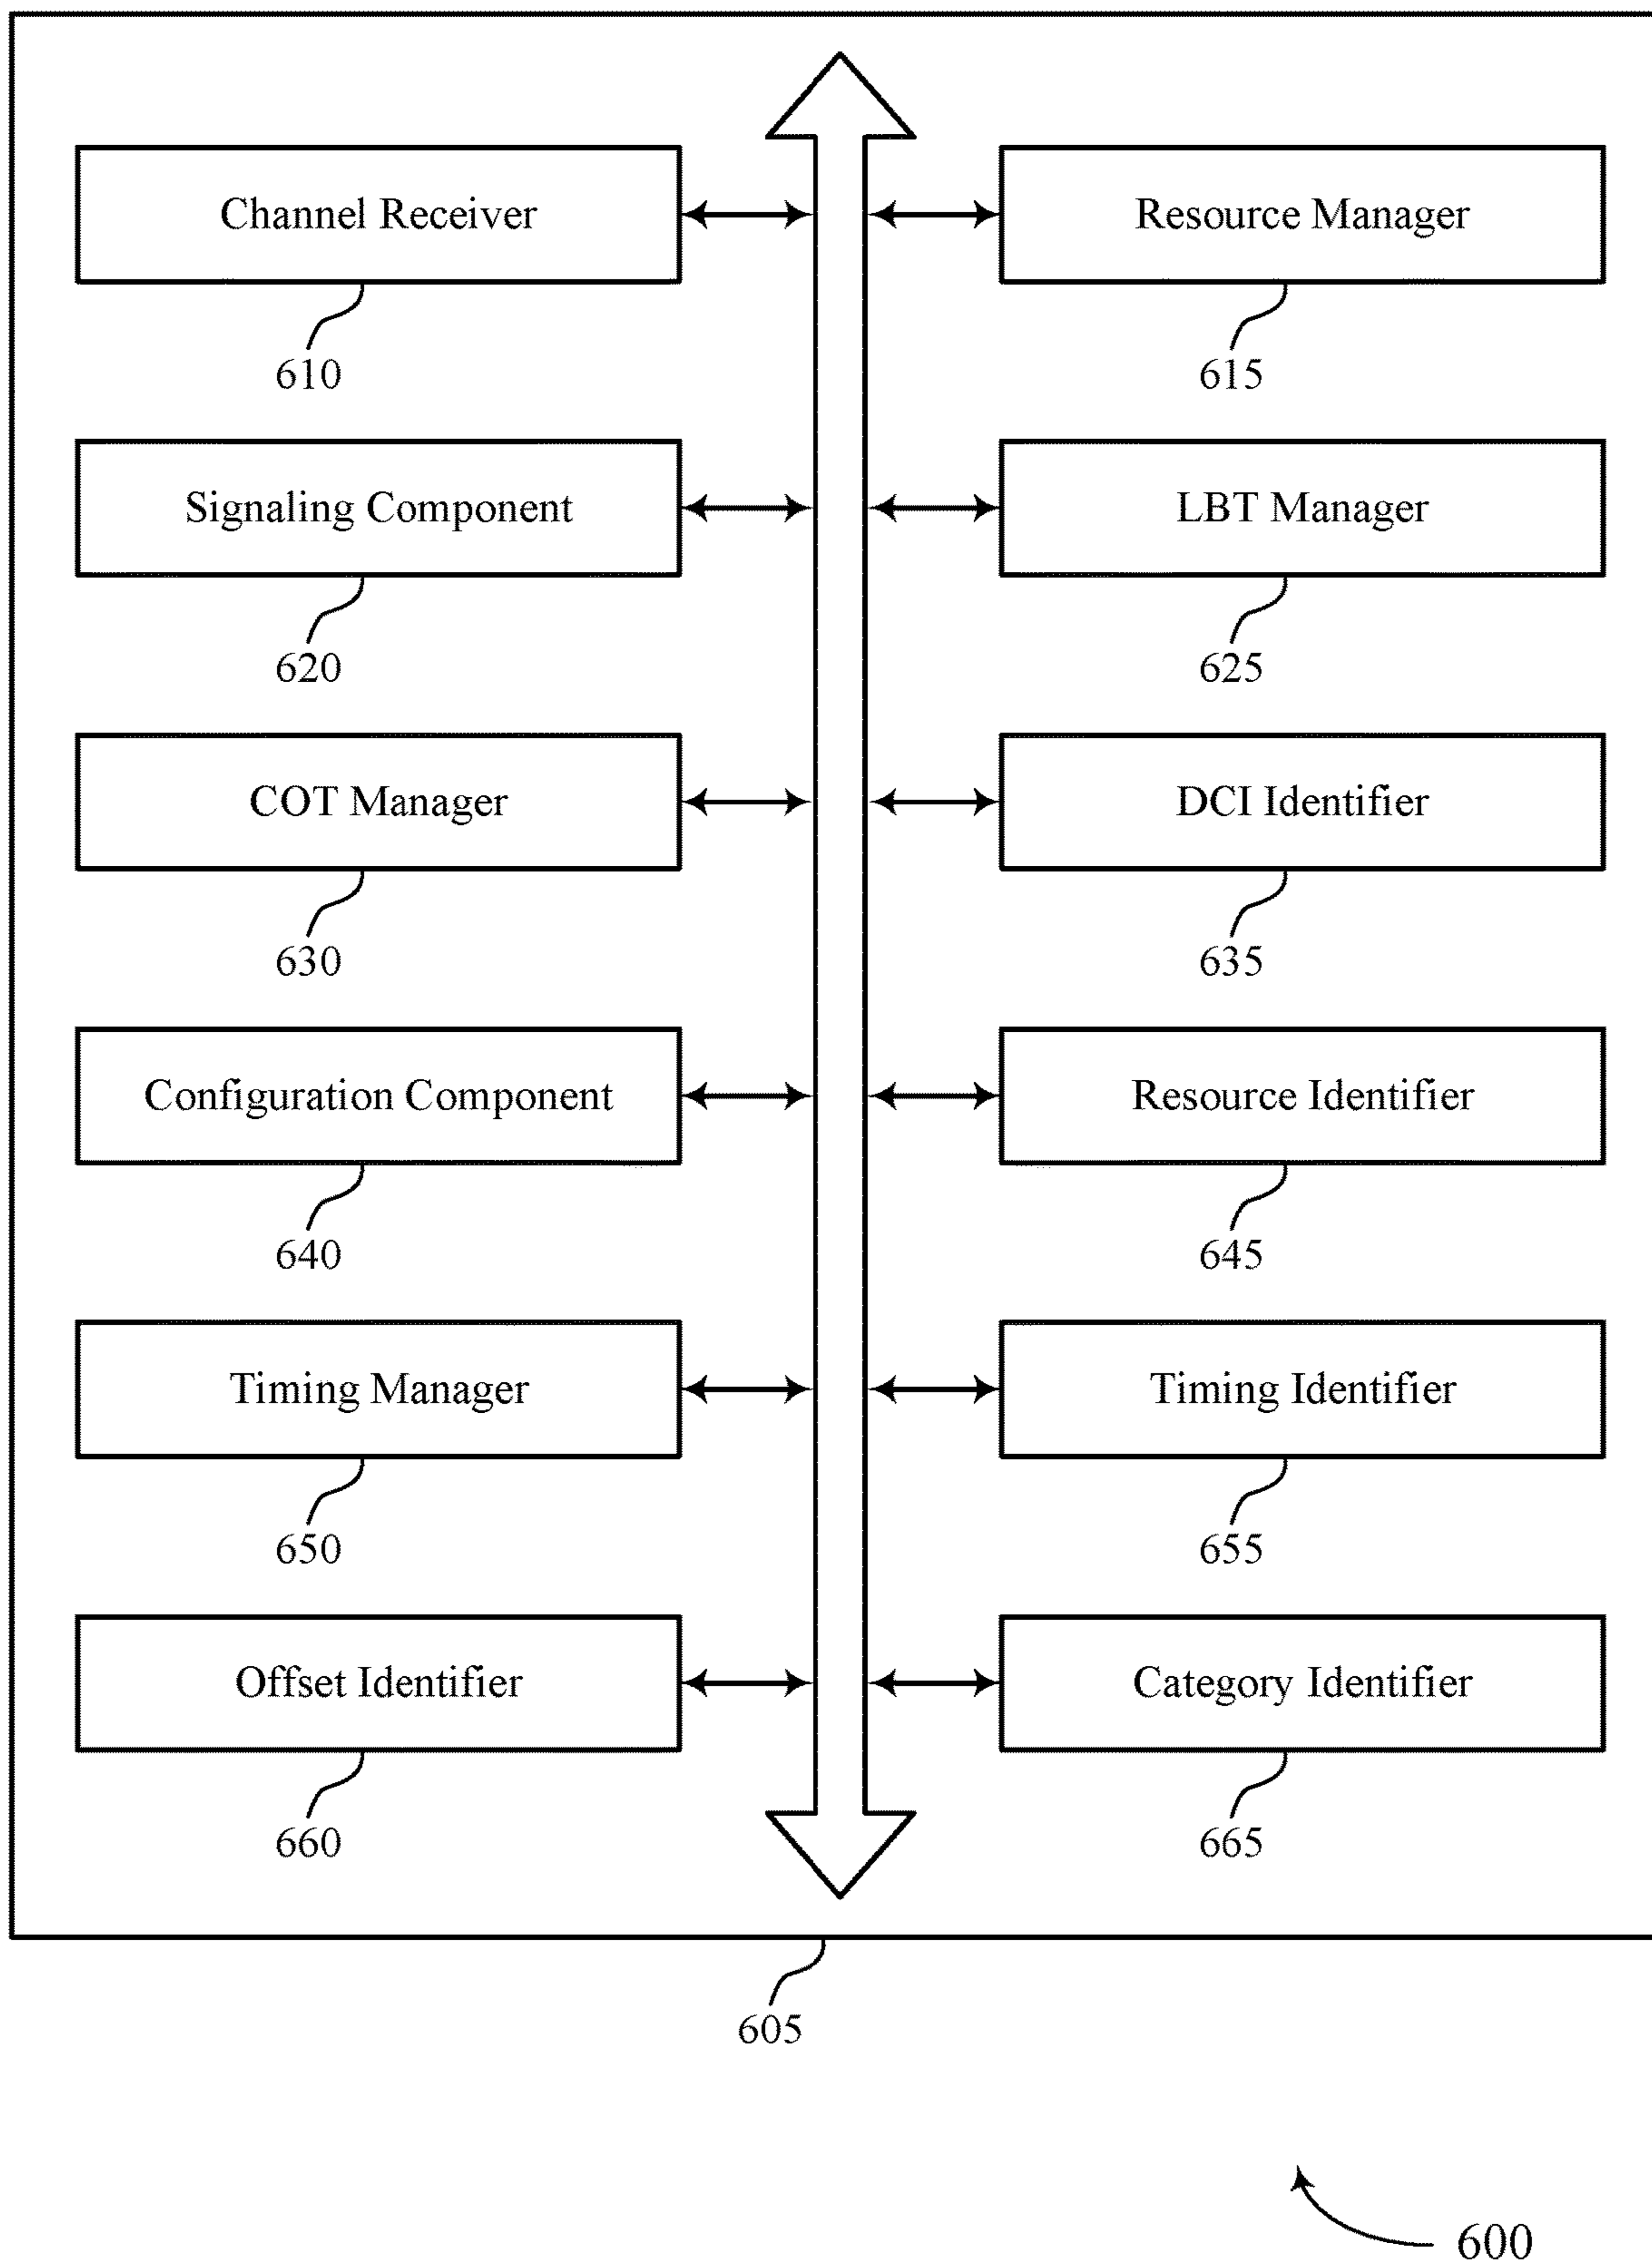 Channel Receiver
Resource Manager
610
615
Signaling Component
LBT Manager
620
625
COT Manager
DCI Identifier
630
635
Configuration Component
Resource Identifier
640
645
Timing Manager
Timing Identifier
650
655
Offset Identifier
Category Identifier
660
665
605
600